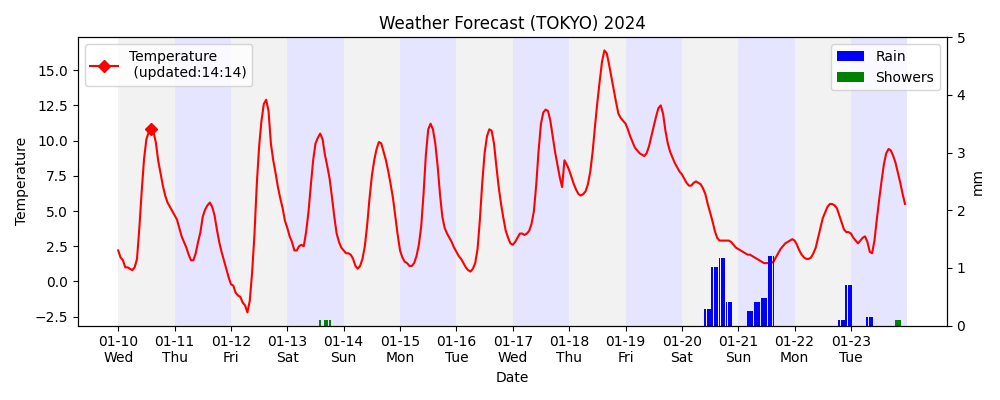 Weather Forecast (TOKYO) 2024
Temperature
(updated:14:14)
Rain
Showers
Temperature
15.0
12.5
10.0
7.5
5.0
2.5
0.0
−2.5
5
4
3
2
1
0
mm
01-10 01-11 01-12 01-13 01-14 01-15 01-16 01-17 01-18 01-19 01-20 01-21 01-22 01-23
Wed Thu Fri Sat Sun Mon Tue Wed Thu Fri Sat Sun Mon Tue
Date